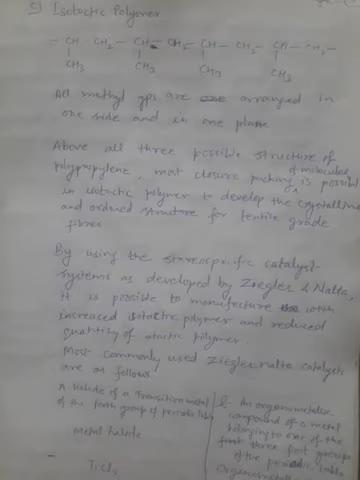 5) Isotactic Polymer
- CH CH2 - CH - CH2 - CH - CH2 - CH - CH2 -
CH3 CH3 CH3 CH3
All methyl gps are arranged in
one side and in one plane
Above all three possible structure of
polypropylene, most closure packing of molecules is possible
in isotactic polymer to develop the crystalline
and ordered structure for textile grade
fibres
By using the stereospecific catalyst
systems as developed by Ziegler & Natta,
it is possible to manufacture with
increased isotactic polymer and reduced
quantity of atactic polymer.
Most commonly used Ziegler natta catalysts
are as follows
A Halide of a Transition metal
of the fourth group of periodic table
Metal halide
TiCl3
b. An organometallic
compound of a metal
belonging to one of the
first three first groups
of the periodic table